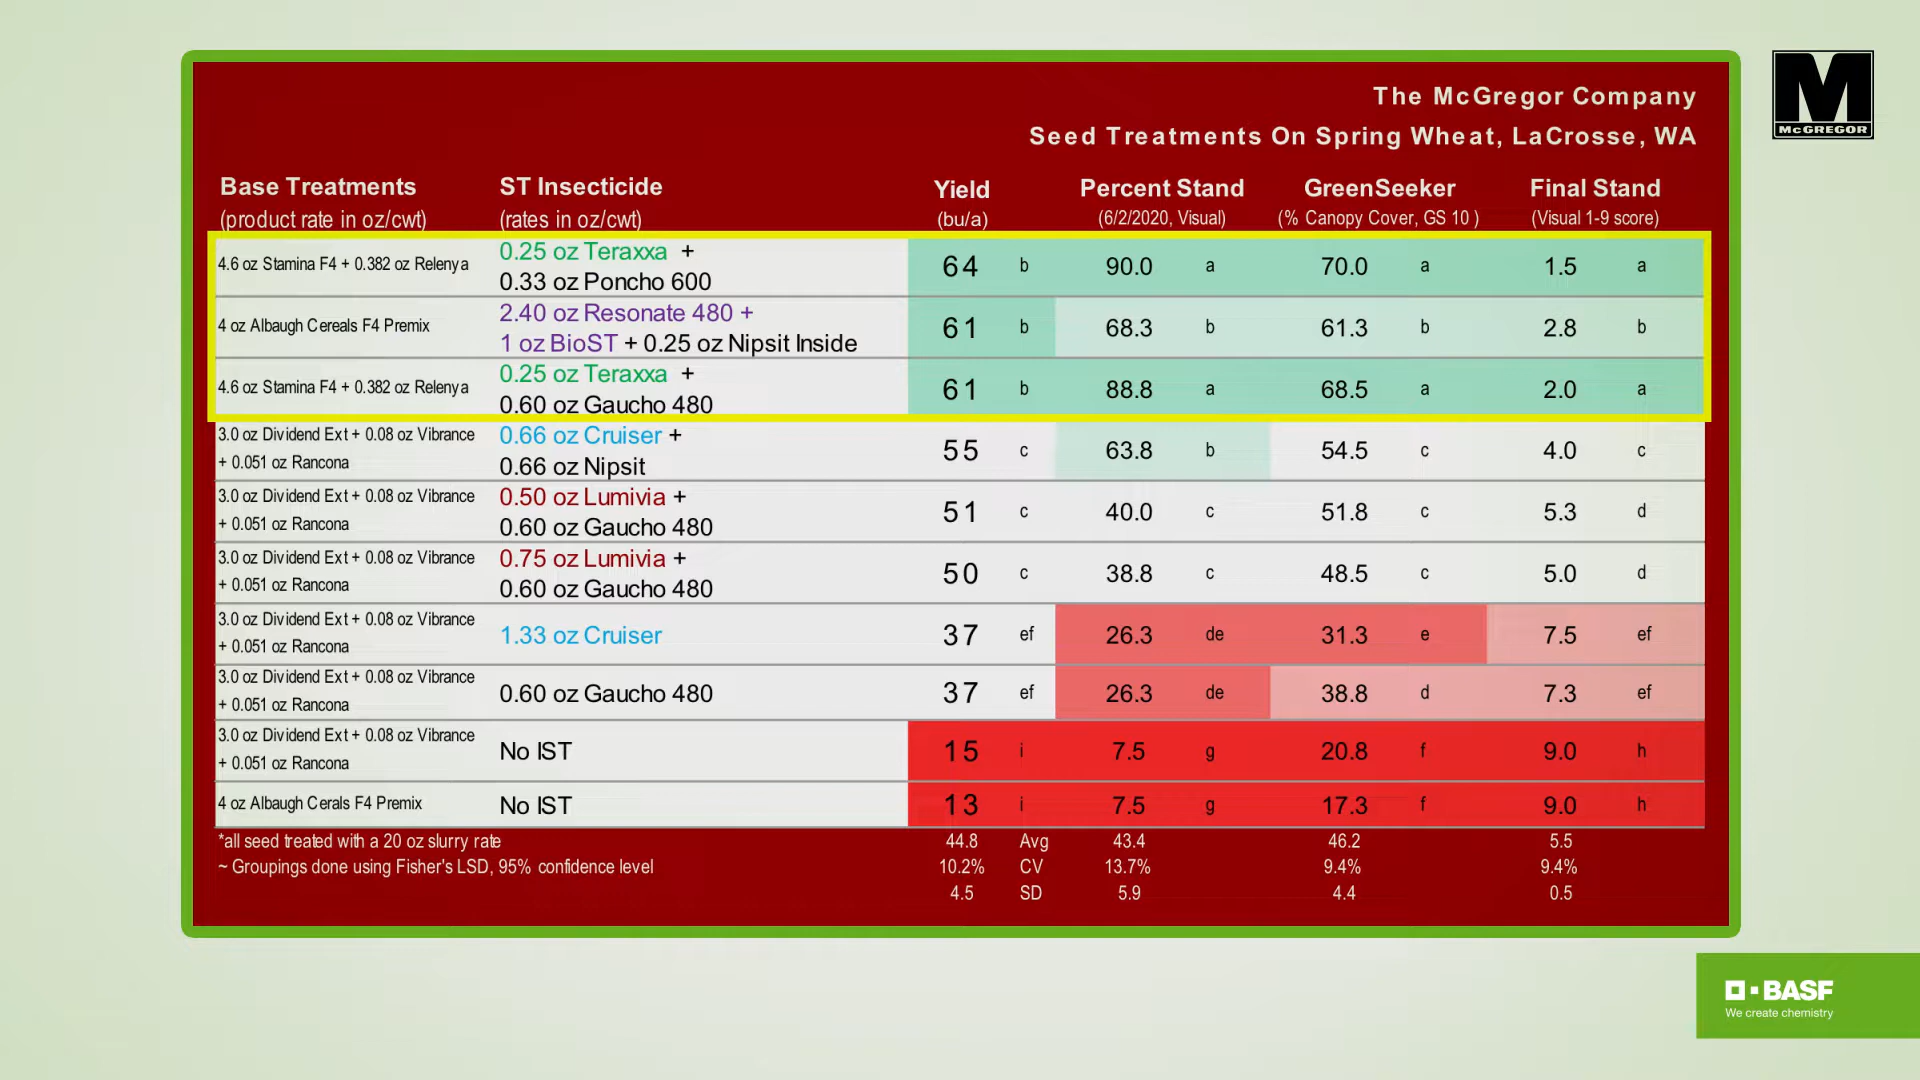 The McGregor Company
Seed Treatments On Spring Wheat, LaCrosse, WA
M
McGREGOR
Base Treatments ST Insecticide Yield Percent Stand GreenSeeker Final Stand
(product rate in oz/cwt) (rates in oz/cwt) (bu/a) (6/2/2020, Visual) (% Canopy Cover, GS 10 ) (Visual 1-9 score)
4.6 oz Stamina F4 + 0.382 oz Relenya 0.25 oz Teraxxa + 64 b 90.0 a 70.0 a 1.5 a
0.33 oz Poncho 600
4 oz Albaugh Cereals F4 Premix 2.40 oz Resonate 480 + 61 b 68.3 b 61.3 b 2.8 b
1 oz BioST + 0.25 oz Nipsit Inside
4.6 oz Stamina F4 + 0.382 oz Relenya 0.25 oz Teraxxa + 61 b 88.8 a 68.5 a 2.0 a
0.60 oz Gaucho 480
3.0 oz Dividend Ext + 0.08 oz Vibrance 0.66 oz Cruiser + 55 c 63.8 b 54.5 c 4.0 c
+ 0.051 oz Rancona 0.66 oz Nipsit
3.0 oz Dividend Ext + 0.08 oz Vibrance 0.50 oz Lumivia + 51 c 40.0 c 51.8 c 5.3 d
+ 0.051 oz Rancona 0.60 oz Gaucho 480
3.0 oz Dividend Ext + 0.08 oz Vibrance 0.75 oz Lumivia + 50 c 38.8 c 48.5 c 5.0 d
+ 0.051 oz Rancona 0.60 oz Gaucho 480
3.0 oz Dividend Ext + 0.08 oz Vibrance 1.33 oz Cruiser 37 ef 26.3 de 31.3 e 7.5 ef
+ 0.051 oz Rancona
3.0 oz Dividend Ext + 0.08 oz Vibrance 0.60 oz Gaucho 480 37 ef 26.3 de 38.8 d 7.3 ef
+ 0.051 oz Rancona
3.0 oz Dividend Ext + 0.08 oz Vibrance No IST 15 i 7.5 g 20.8 f 9.0 h
+ 0.051 oz Rancona
4 oz Albaugh Cerals F4 Premix No IST 13 i 7.5 g 17.3 f 9.0 h
*all seed treated with a 20 oz slurry rate 44.8 Avg 43.4 46.2 5.5
~ Groupings done using Fisher's LSD, 95% confidence level 10.2% CV 13.7% 9.4% 9.4%
4.5 SD 5.9 4.4 0.5
BASF
We create chemistry